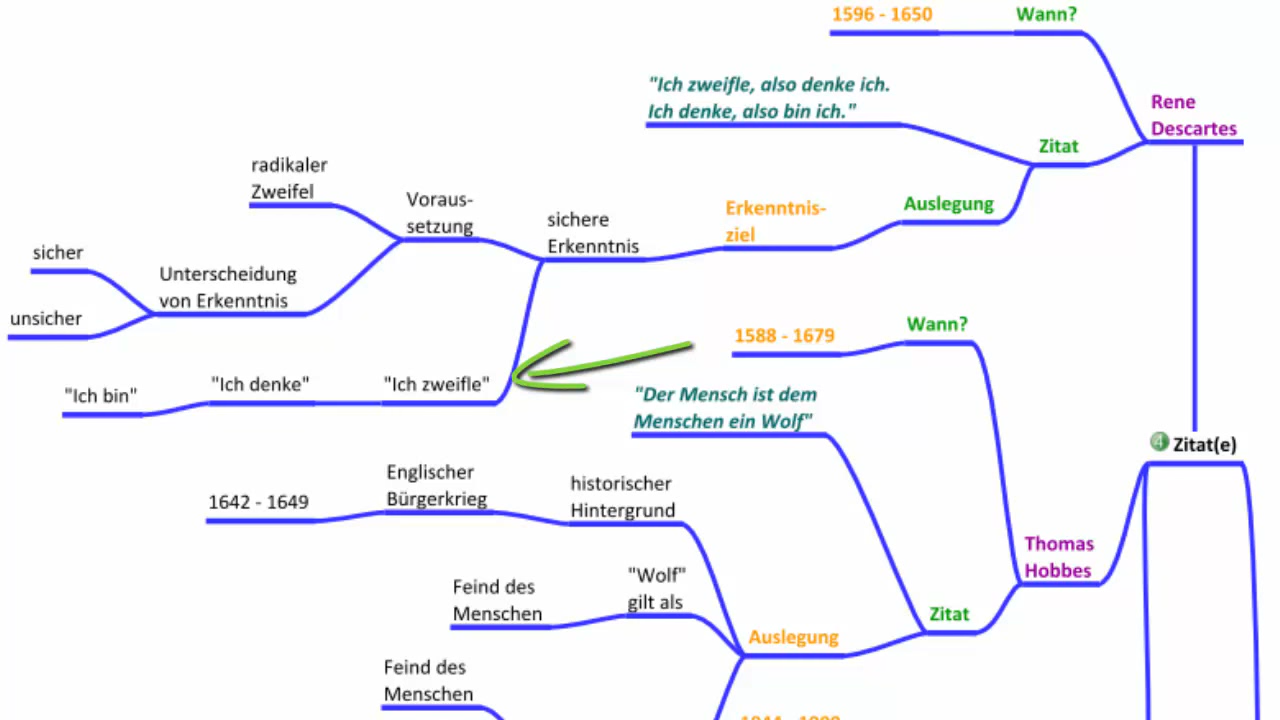 1596 - 1650
Wann?
"Ich zweifle, also denke ich.
Ich denke, also bin ich."
Rene
Descartes
Zitat
radikaler
Zweifel
Voraus-
setzung
sichere
Erkenntnis
Erkenntnis-
ziel
Auslegung
sicher
Unterscheidung
von Erkenntnis
unsicher
"Ich bin"
"Ich denke"
"Ich zweifle"
1588 - 1679
Wann?
"Der Mensch ist dem
Menschen ein Wolf"
4 Zitat(e)
1642 - 1649
Englischer
Bürgerkrieg
historischer
Hintergrund
Thomas
Hobbes
Feind des
Menschen
"Wolf"
gilt als
Zitat
Auslegung
Feind des
Menschen